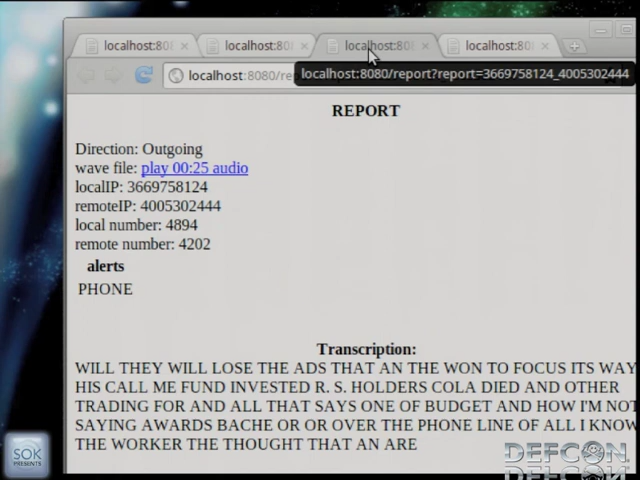 localhost:808
localhost:808
localhost:808
localhost:808
localhost:8080/re
localhost:8080/report?report=3669758124_4005302444
REPORT
Direction: Outgoing
wave file: play 00:25 audio
localIP: 3669758124
remoteIP: 4005302444
local number: 4894
remote number: 4202
alerts
PHONE
Transcription:
WILL THEY WILL LOSE THE ADS THAT AN THE WON TO FOCUS ITS WAY
HIS CALL ME FUND INVESTED R. S. HOLDERS COLA DIED AND OTHER
TRADING FOR AND ALL THAT SAYS ONE OF BUDGET AND HOW I'M NOT
SAYING AWARDS BACHE OR OR OVER THE PHONE LINE OF ALL I KNOW
THE WORKER THE THOUGHT THAT AN ARE
SOK
PRESENTS
DEFCON